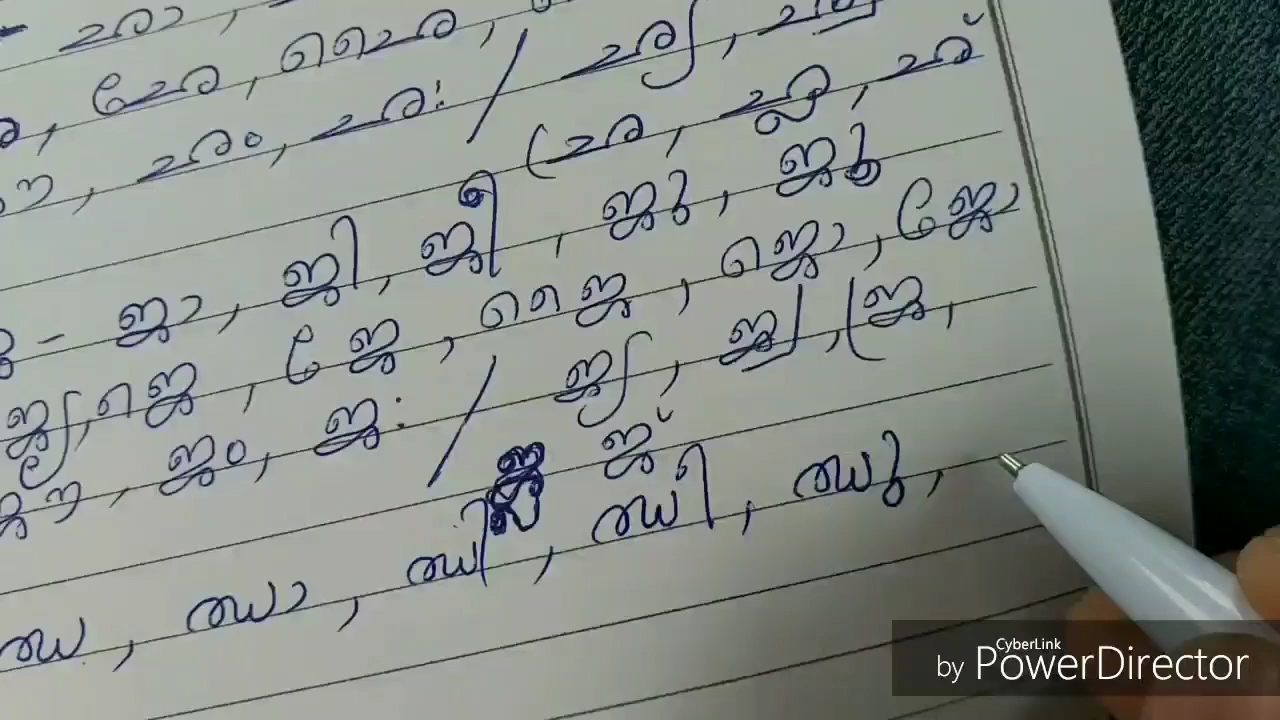 - ഛാ,
ഛേ, ഛൈ,
ഛം, ഛഃ / ഛ്യ,
(ഛ, ഛ്ല, ഛ്
- ജാ, ജി, ജീ, ജു, ജൂ
ജെ, ജേ, ജൈ, ജൊ, ജോ
ജം, ജഃ / ജ്യ, ജ്വ, ജ്ര,
ജ്
ഝ, ഝാ, ഝി, ഝീ, ഝു,
CyberLink
by PowerDirector